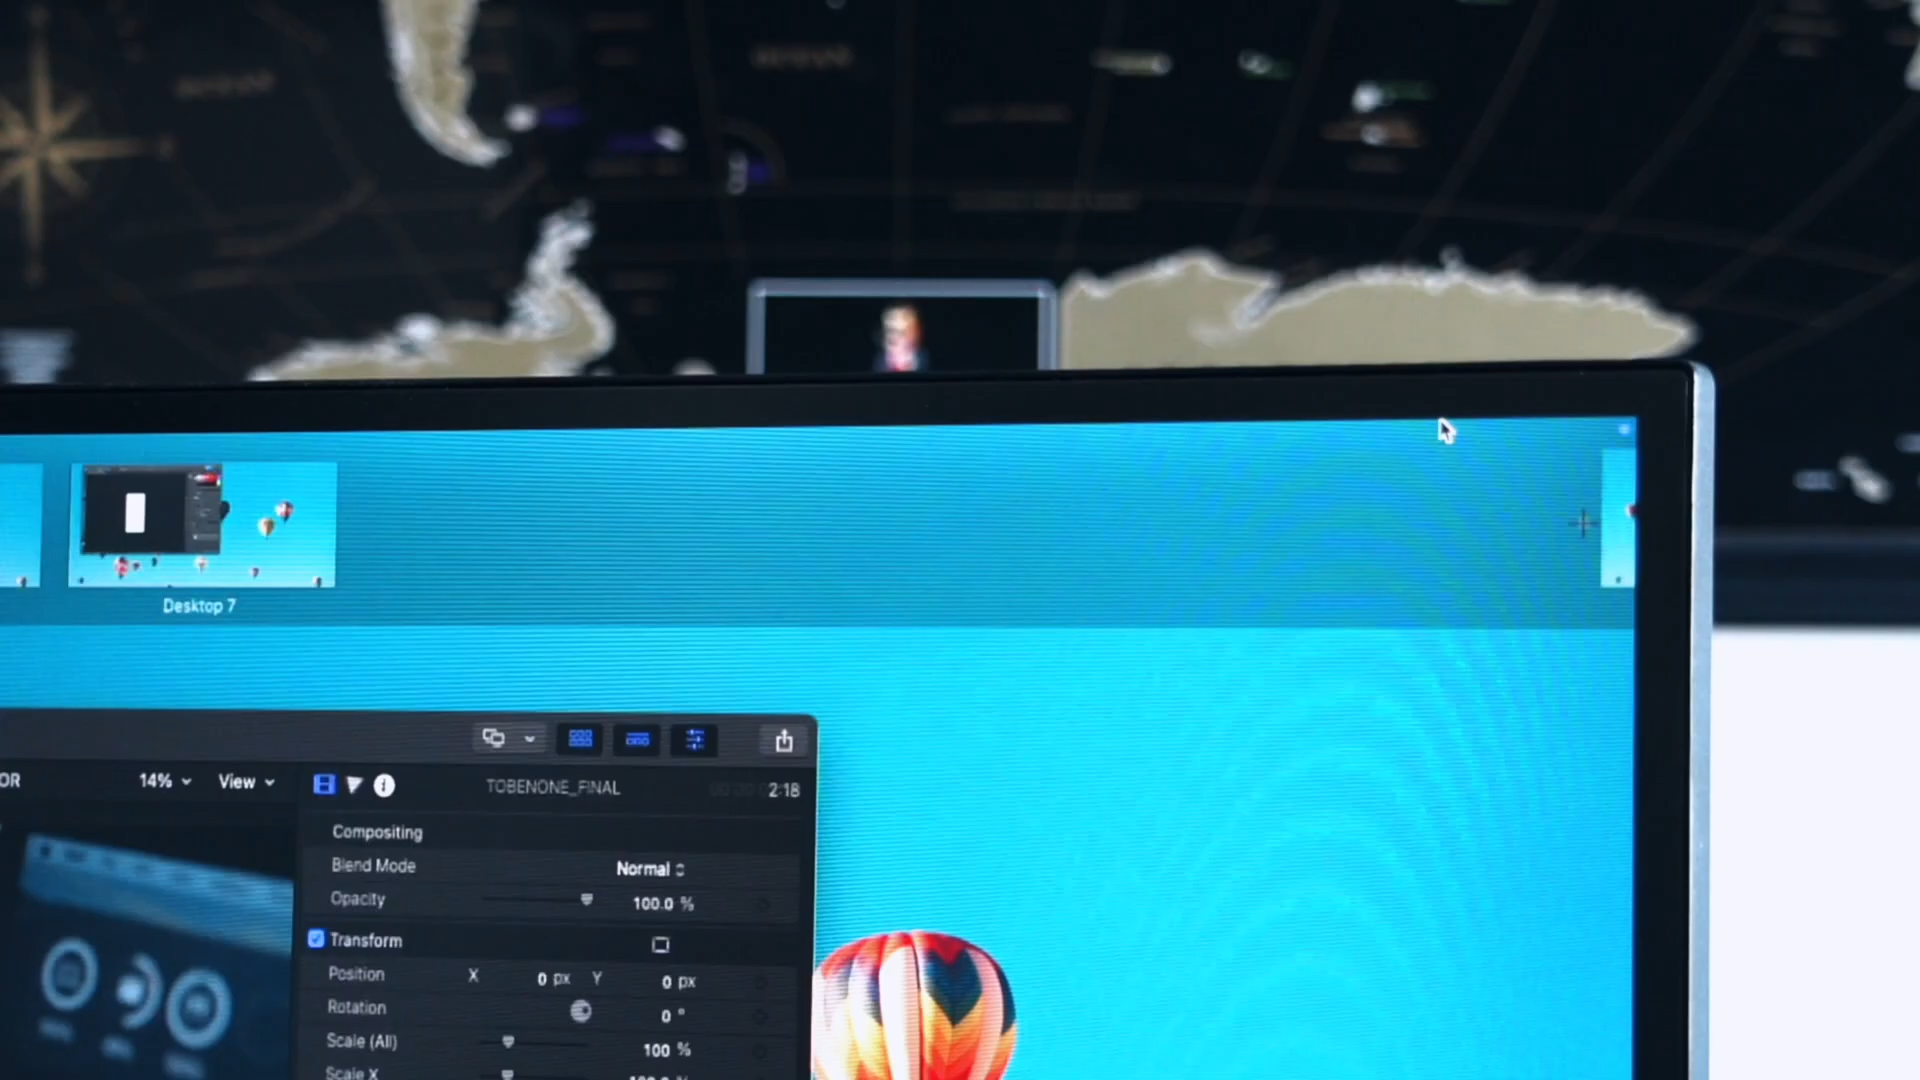 Desktop 7
OR
14%
View
TOBENONE_FINAL
2:18
Compositing
Blend Mode
Normal
Opacity
100.0 %
Transform
Position
X
0 px
Y
0 px
Rotation
0 °
Scale (All)
100 %
Scale X